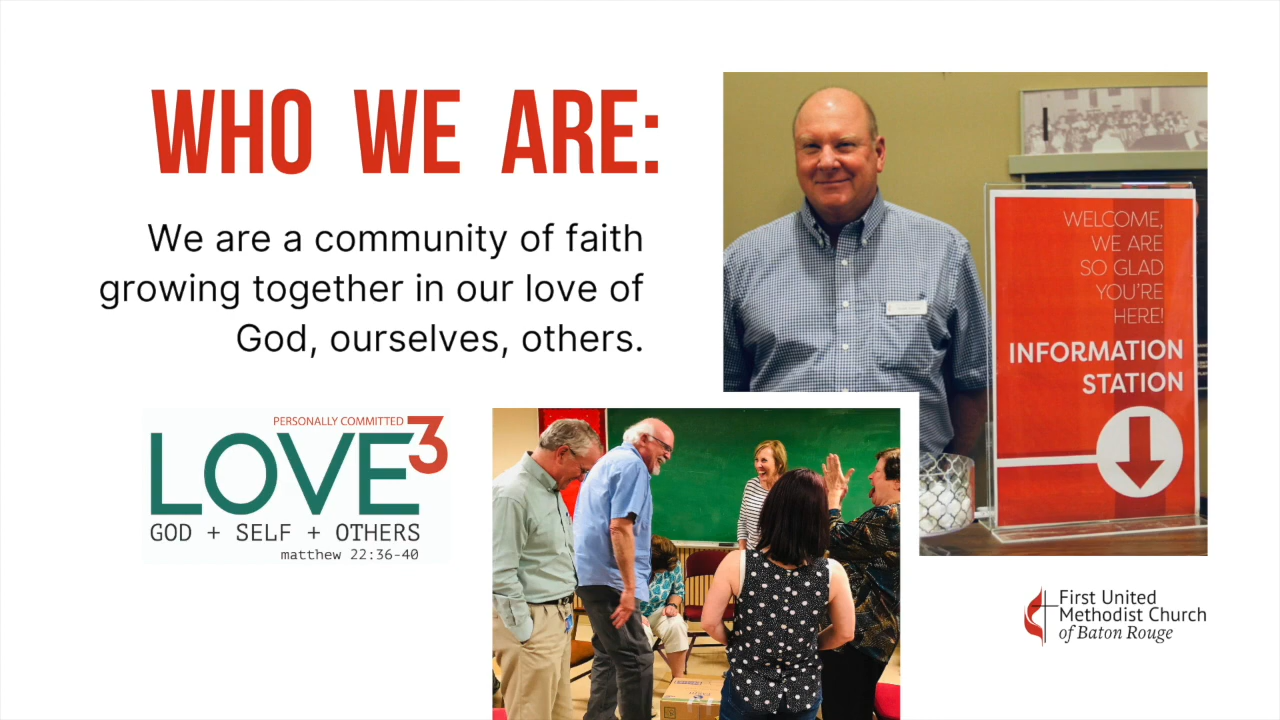 WHO WE ARE:
We are a community of faith
growing together in our love of
God, ourselves, others.
PERSONALLY COMMITTED
LOVE3
GOD + SELF + OTHERS
matthew 22:36-40
WELCOME,
WE ARE
SO GLAD
YOU'RE
HERE!
INFORMATION
STATION
First United
Methodist Church
of Baton Rouge